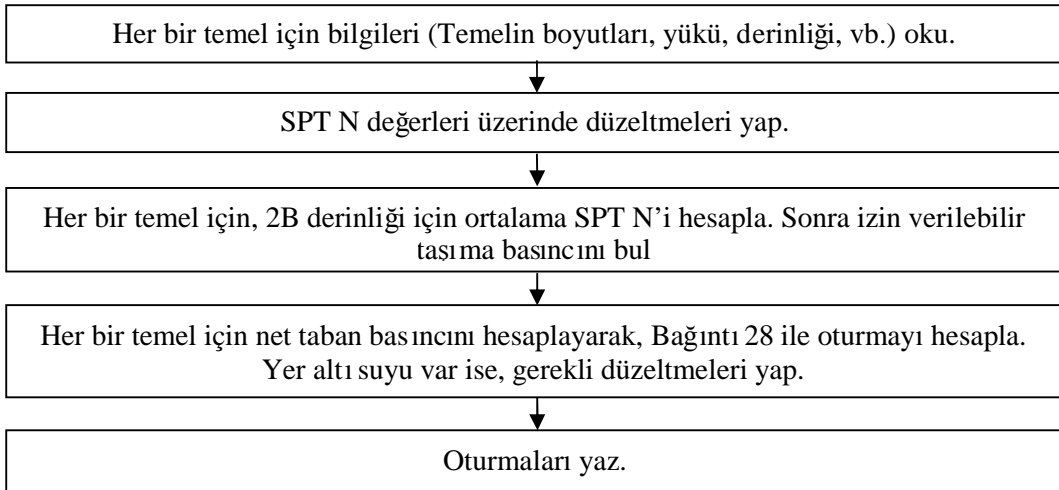 Her bir temel için bilgileri (Temelin boyutları, yükü, derinliği, vb.) oku.
SPT N değerleri üzerinde düzeltmeleri yap.
Her bir temel için, 2B derinliği için ortalama SPT N’i hesapla. Sonra izin verilebilir
taşıma basıncını bul
Her bir temel için net taban basıncını hesaplayarak, Bağıntı 28 ile oturmayı hesapla.
Yer altı suyu var ise, gerekli düzeltmeleri yap.
Oturmaları yaz.